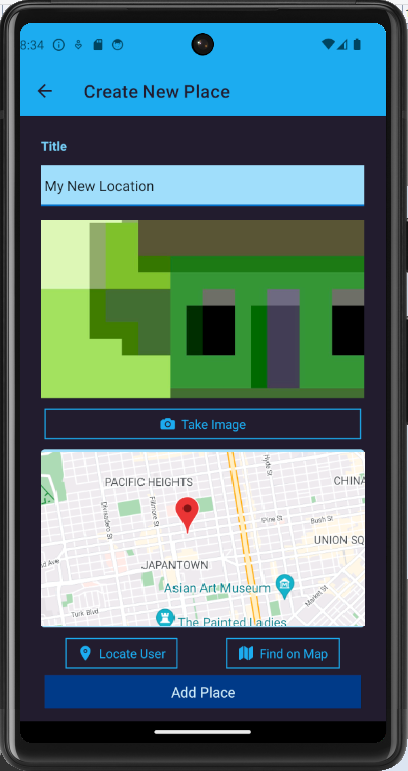 8:34
Create New Place
Title
My New Location
Take Image
PACIFIC HEIGHTS
Hyde St
CHINA
Divisadero St
Fillmore St
Pine St
Bush St
UNION SQ
JAPANTOWN
Asian Art Museum
Market St
Turk Blvd
The Painted Ladies
Locate User
Find on Map
Add Place